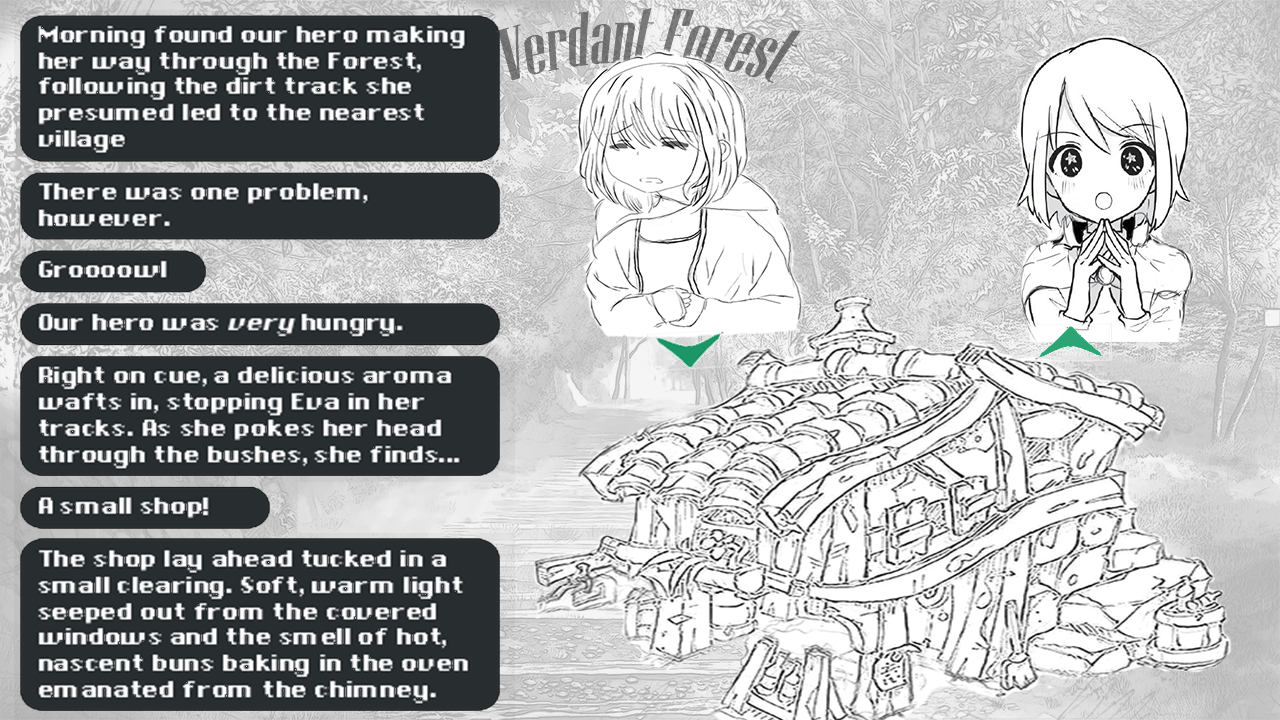 Verdant Forest
Morning found our hero making
her way through the Forest,
following the dirt track she
presumed led to the nearest
village
There was one problem,
however.
Groooowl
Our hero was very hungry.
Right on cue, a delicious aroma
wafts in, stopping Eva in her
tracks. As she pokes her head
through the bushes, she finds...
A small shop!
The shop lay ahead tucked in a
small clearing. Soft, warm light
seeped out from the covered
windows and the smell of hot,
nascent buns baking in the oven
emanated from the chimney.